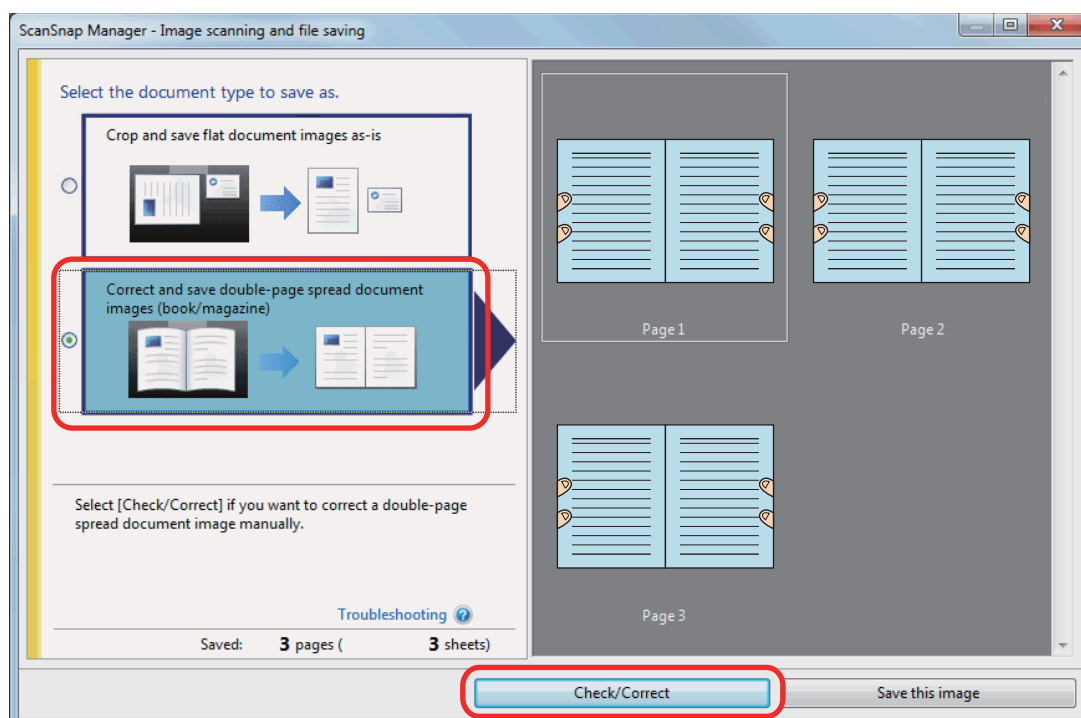 ScanSnap Manager - Image scanning and file saving
Select the document type to save as.
Crop and save flat document images as-is
Correct and save double-page spread document
images (book/magazine)
Select [Check/Correct] if you want to correct a double-page
spread document image manually.
Troubleshooting ?
Saved: 3 pages ( 3 sheets)
Page 1
Page 2
Page 3
Check/Correct
Save this image